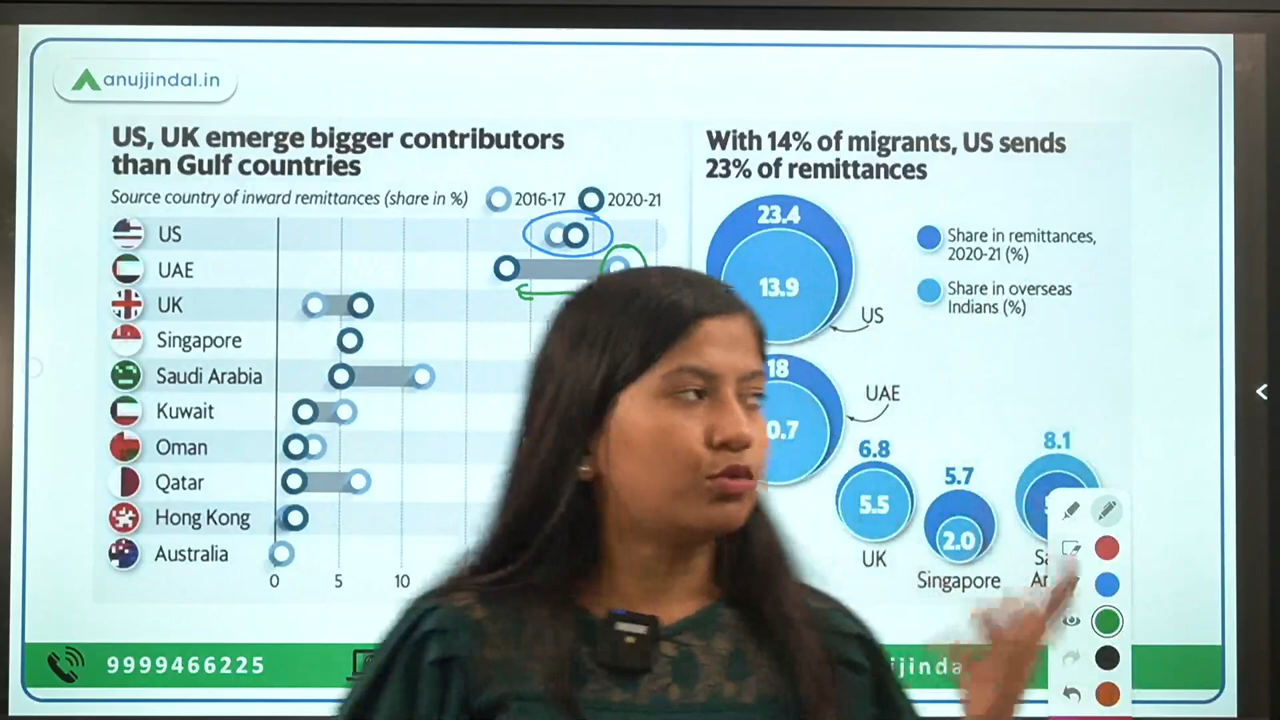 anujjindal.in
US, UK emerge bigger contributors
than Gulf countries
Source country of inward remittances (share in %)
2016-17
2020-21
US
UAE
UK
Singapore
Saudi Arabia
Kuwait
Oman
Qatar
Hong Kong
Australia
0 5 10
With 14% of migrants, US sends
23% of remittances
23.4
13.9
US
Share in remittances,
2020-21 (%)
Share in overseas
Indians (%)
18
0.7
UAE
6.8
5.5
UK
5.7
2.0
Singapore
8.1
9999466225